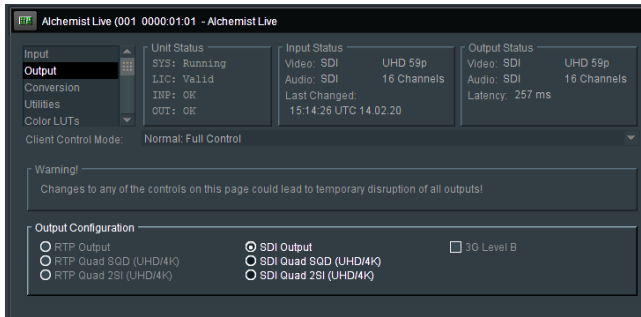 Alchemist Live (001 0000:01:01 - Alchemist Live
Input
Output
Conversion
Utilities
Color LUTs
Unit Status
SYS: Running
LIC: Valid
INP: OK
OUT: OK
Input Status
Video: SDI UHD 59p
Audio: SDI 16 Channels
Last Changed:
15:14:26 UTC 14.02.20
Output Status
Video: SDI UHD 59p
Audio: SDI 16 Channels
Latency: 257 ms
Client Control Mode: Normal: Full Control
Warning!
Changes to any of the controls on this page could lead to temporary disruption of all outputs!
Output Configuration
RTP Output SDI Output 3G Level B
RTP Quad SQD (UHD/4K) SDI Quad SQD (UHD/4K)
RTP Quad 2SI (UHD/4K) SDI Quad 2SI (UHD/4K)